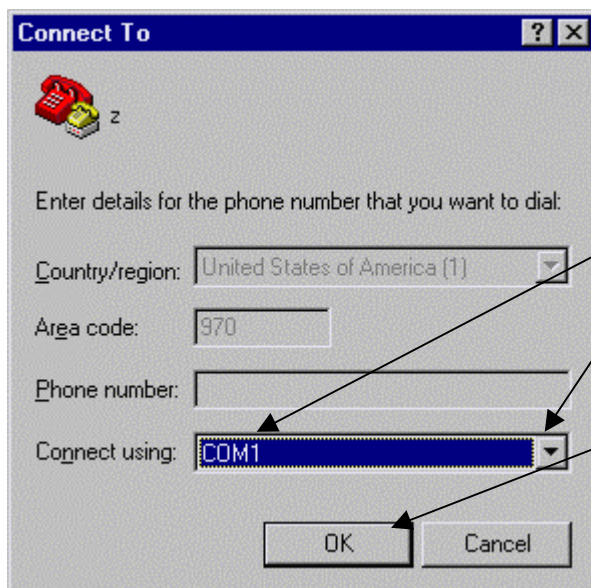 Connect To
z
Enter details for the phone number that you want to dial:
Country/region: United States of America (1)
Area code: 970
Phone number:
Connect using: COM1
OK Cancel